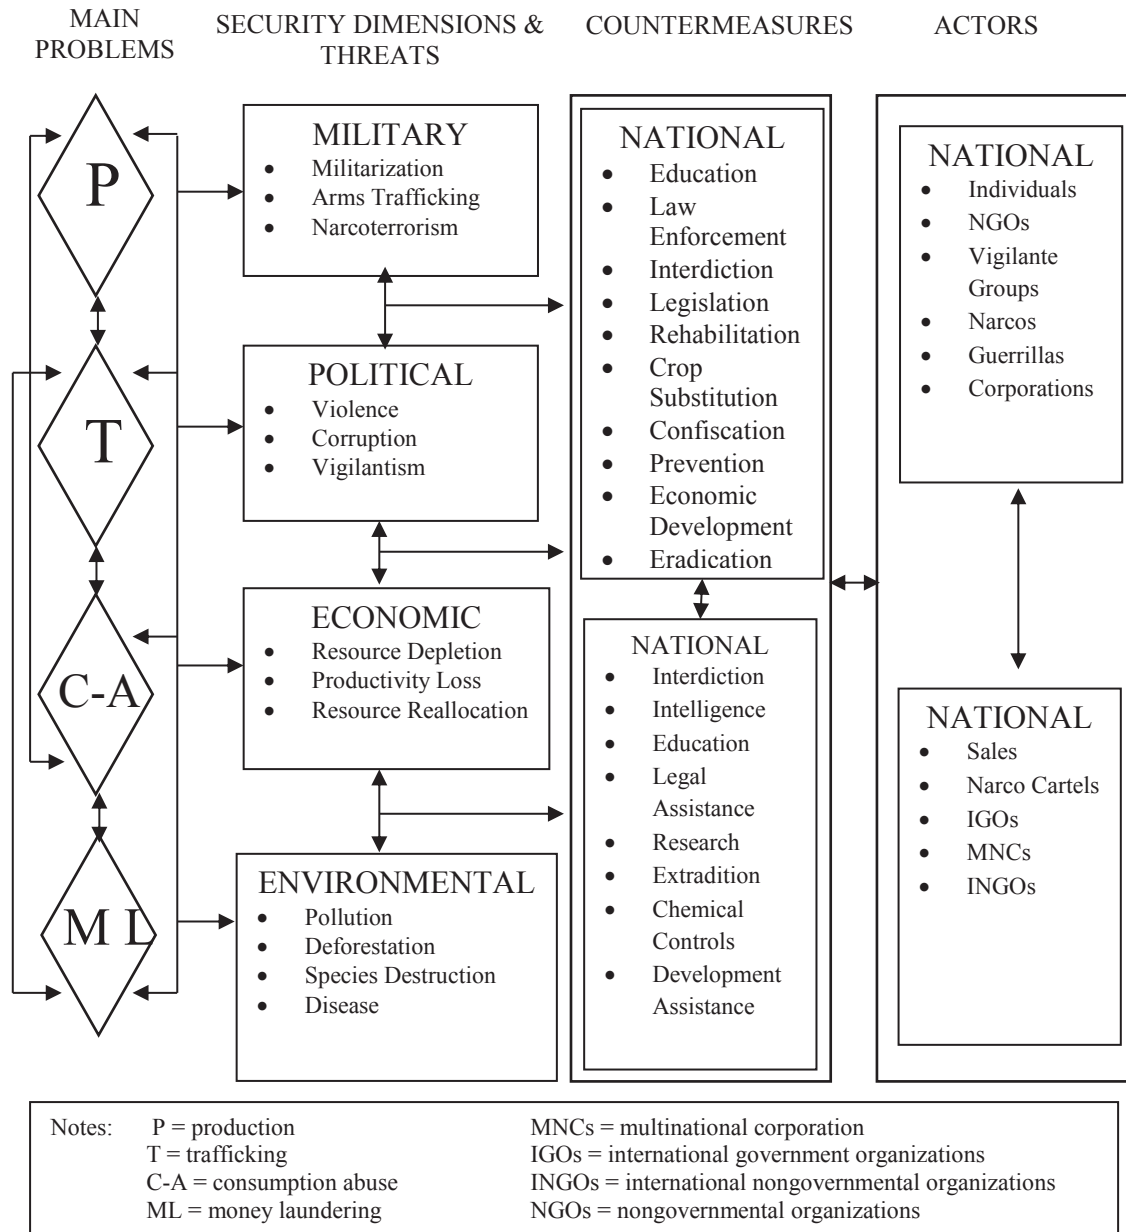 MAIN
PROBLEMS
SECURITY DIMENSIONS &
THREATS
COUNTERMEASURES
ACTORS
P
T
C-A
M L
MILITARY
• Militarization
• Arms Trafficking
• Narcoterrorism
POLITICAL
• Violence
• Corruption
• Vigilantism
ECONOMIC
• Resource Depletion
• Productivity Loss
• Resource Reallocation
ENVIRONMENTAL
• Pollution
• Deforestation
• Species Destruction
• Disease
NATIONAL
• Education
• Law
Enforcement
• Interdiction
• Legislation
• Rehabilitation
• Crop
Substitution
• Confiscation
• Prevention
• Economic
Development
• Eradication
NATIONAL
• Interdiction
• Intelligence
• Education
• Legal
Assistance
• Research
• Extradition
• Chemical
Controls
• Development
Assistance
NATIONAL
• Individuals
• NGOs
• Vigilante
Groups
• Narcos
• Guerrillas
• Corporations
NATIONAL
• Sales
• Narco Cartels
• IGOs
• MNCs
• INGOs
Notes: P = production
T = trafficking
C-A = consumption abuse
ML = money laundering
MNCs = multinational corporation
IGOs = international government organizations
INGOs = international nongovernmental organizations
NGOs = nongovernmental organizations